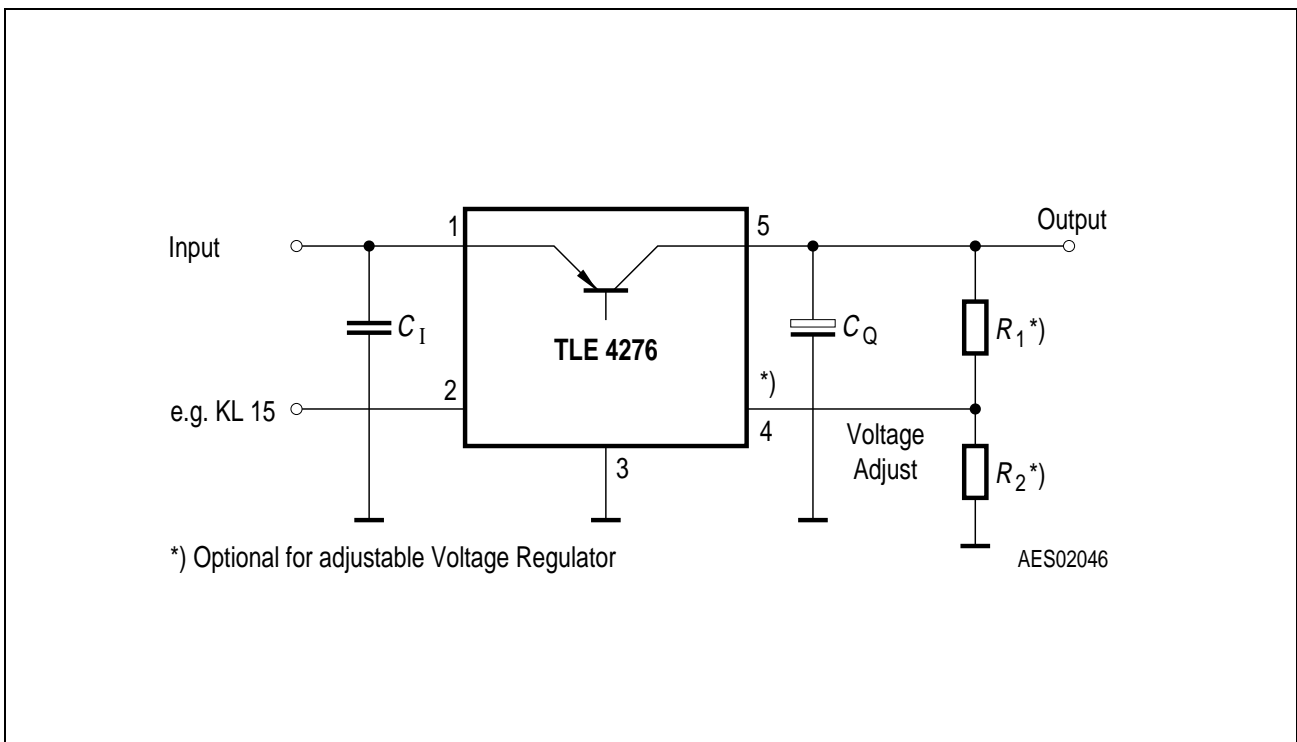 Output
1
5
Input
C I
TLE 4276
C Q
R 1 *)
*)
2
e.g. KL 15
4
Voltage
Adjust
3
R 2 *)
*) Optional for adjustable Voltage Regulator
AES02046